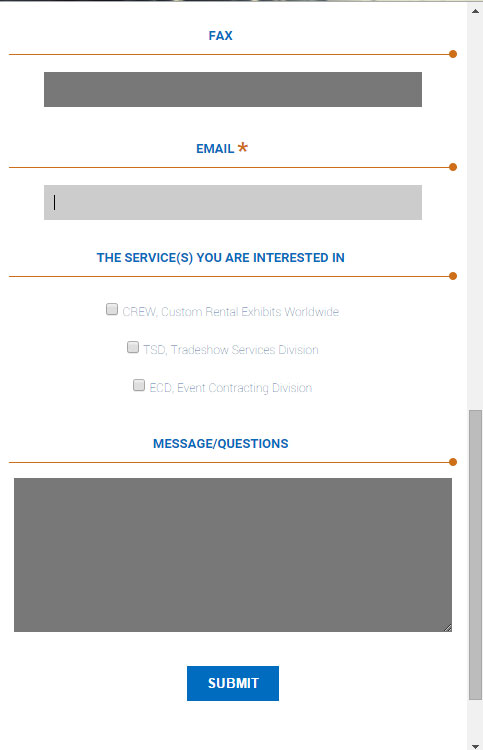 FAX
EMAIL *
THE SERVICE(S) YOU ARE INTERESTED IN
CREW, Custom Rental Exhibits Worldwide
TSD, Tradeshow Services Division
ECD, Event Contracting Division
MESSAGE/QUESTIONS
SUBMIT